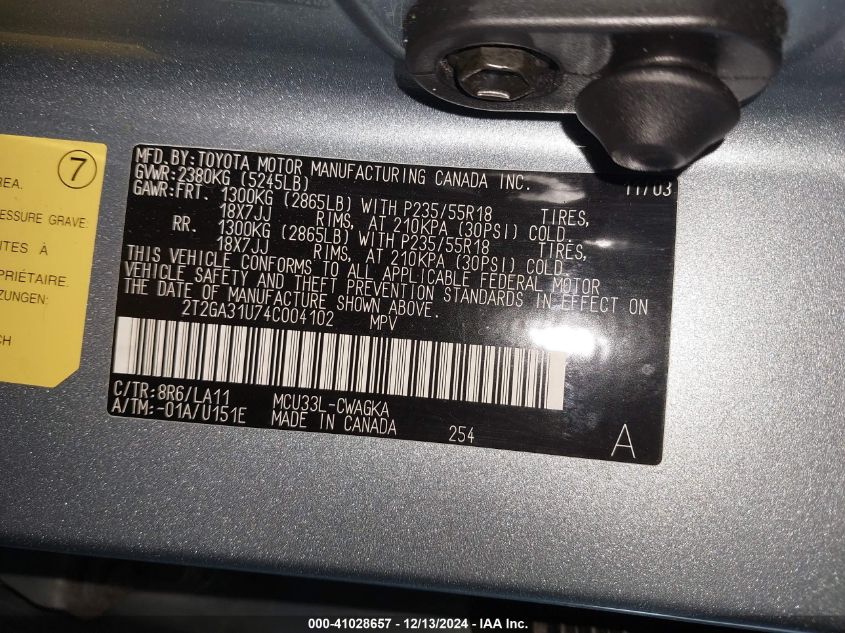 7
REA.
ESSURE GRAVE:
UTES À
PRIÉTAIRE.
ZUNGEN:
CH
MFD. BY: TOYOTA MOTOR MANUFACTURING CANADA INC. 11/03
GVWR: 2380KG (5245LB)
GAWR: FRT. 1300KG (2865LB) WITH P235/55R18 TIRES,
18X7JJ RIMS, AT 210KPA (30PSI) COLD.
RR. 1300KG (2865LB) WITH P235/55R18 TIRES,
18X7JJ RIMS, AT 210KPA (30PSI) COLD.
THIS VEHICLE CONFORMS TO ALL APPLICABLE FEDERAL MOTOR
VEHICLE SAFETY AND THEFT PREVENTION STANDARDS IN EFFECT ON
THE DATE OF MANUFACTURE SHOWN ABOVE.
2T2GA31U74C004102 MPV
C/TR: 8R6/LA11 MCU33L-CWAGKA
A/TM: -01A/U151E MADE IN CANADA 254 A
000-41028657 - 12/13/2024 - IAA Inc.